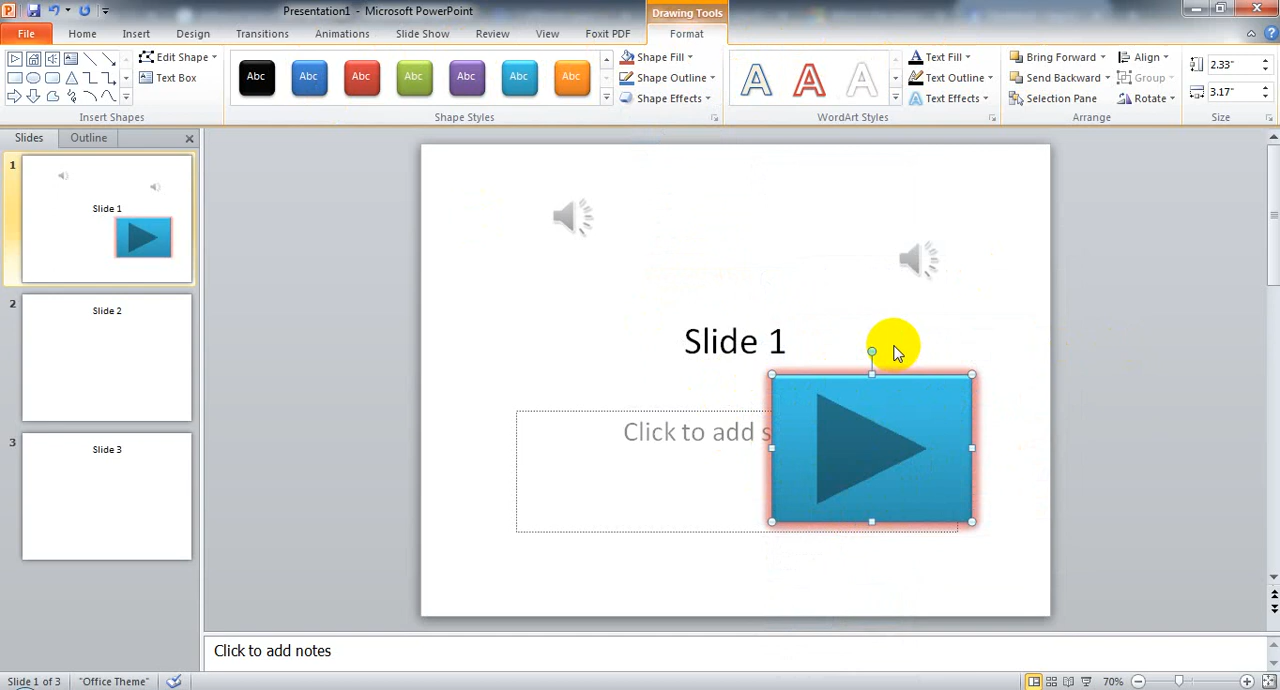 Presentation1 - Microsoft PowerPoint
Drawing Tools
File Home Insert Design Transitions Animations Slide Show Review View Foxit PDF Format
Edit Shape
Text Box
Insert Shapes
Abc Abc Abc Abc Abc Abc Abc
Shape Fill
Shape Outline
Shape Effects
Shape Styles
A A A
Text Fill
Text Outline
Text Effects
WordArt Styles
Bring Forward
Send Backward
Selection Pane
Align
Group
Rotate
Arrange
2.33"
3.17"
Size
Slides Outline
1
Slide 1
2
Slide 2
3
Slide 3
Slide 1
Click to add s
Click to add notes
Slide 1 of 3 "Office Theme" 70%